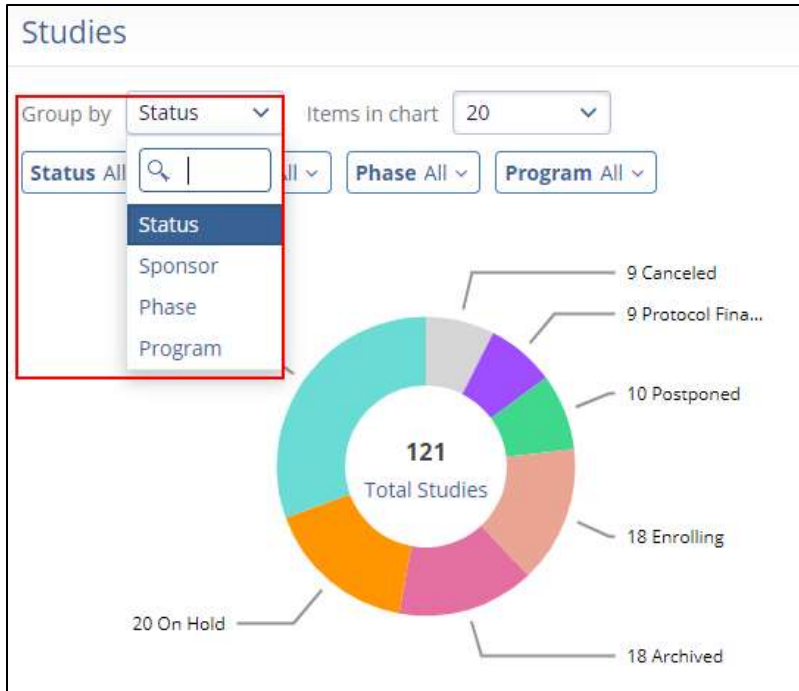 Studies
Group by Status Items in chart 20
Status All ll Phase All Program All
Status
Sponsor
Phase
Program
9 Canceled
9 Protocol Fina...
10 Postponed
121
Total Studies
18 Enrolling
20 On Hold
18 Archived